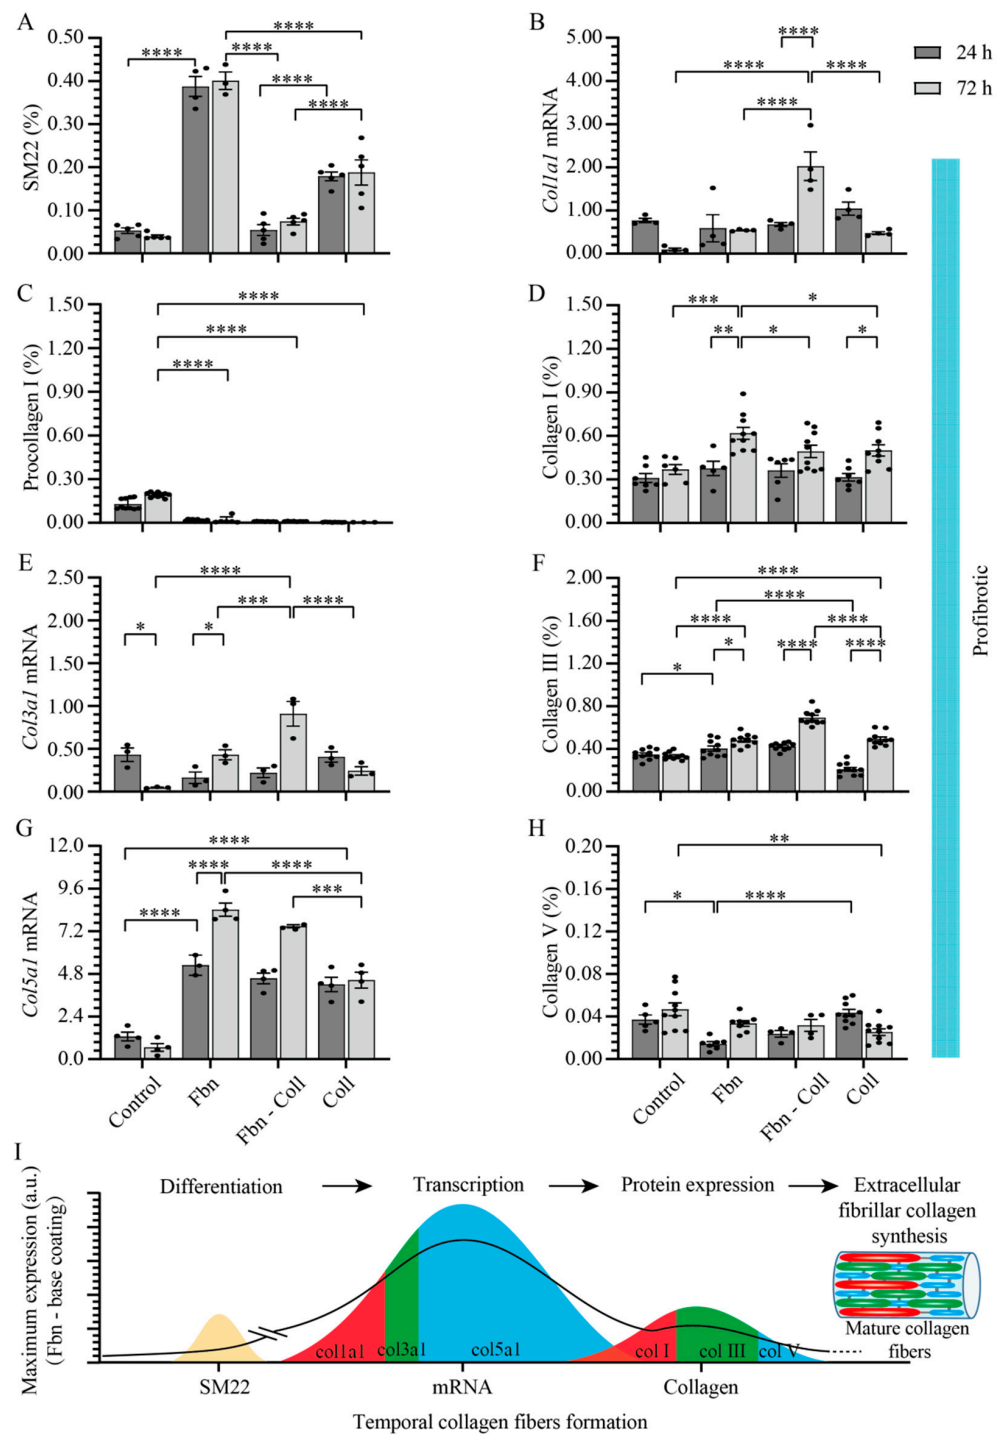 A
SM22 (%)
0.50
0.40
0.30
0.20
0.10
0.00
****
****
****
****
****
B
Col1a1 mRNA
5.00
4.00
3.00
2.00
1.00
0.00
****
****
****
****
24 h
72 h
C
Procollagen I (%)
1.50
1.20
0.90
0.60
0.30
0.00
****
****
****
D
Collagen I (%)
1.50
1.20
0.90
0.60
0.30
0.00
***
*
**
*
*
E
Col3a1 mRNA
2.50
2.00
1.50
1.00
0.50
0.00
****
***
****
*
*
F
Collagen III (%)
2.00
1.60
1.20
0.80
0.40
0.00
****
****
****
****
*
****
****
*
Profibrotic
G
Col5a1 mRNA
12.0
9.6
7.2
4.8
2.4
0.0
****
****
****
***
****
Control
Fbn
Fbn - Coll
Coll
H
Collagen V (%)
0.20
0.16
0.12
0.08
0.04
0.00
**
*
****
Control
Fbn
Fbn - Coll
Coll
I
Maximum expression (a.u.)
(Fbn - base coating)
Differentiation
Transcription
Protein expression
Extracellular
fibrillar collagen
synthesis
Mature collagen
fibers
col1a1
col3a1
col5a1
col I
col III
col V
SM22
mRNA
Collagen
Temporal collagen fibers formation